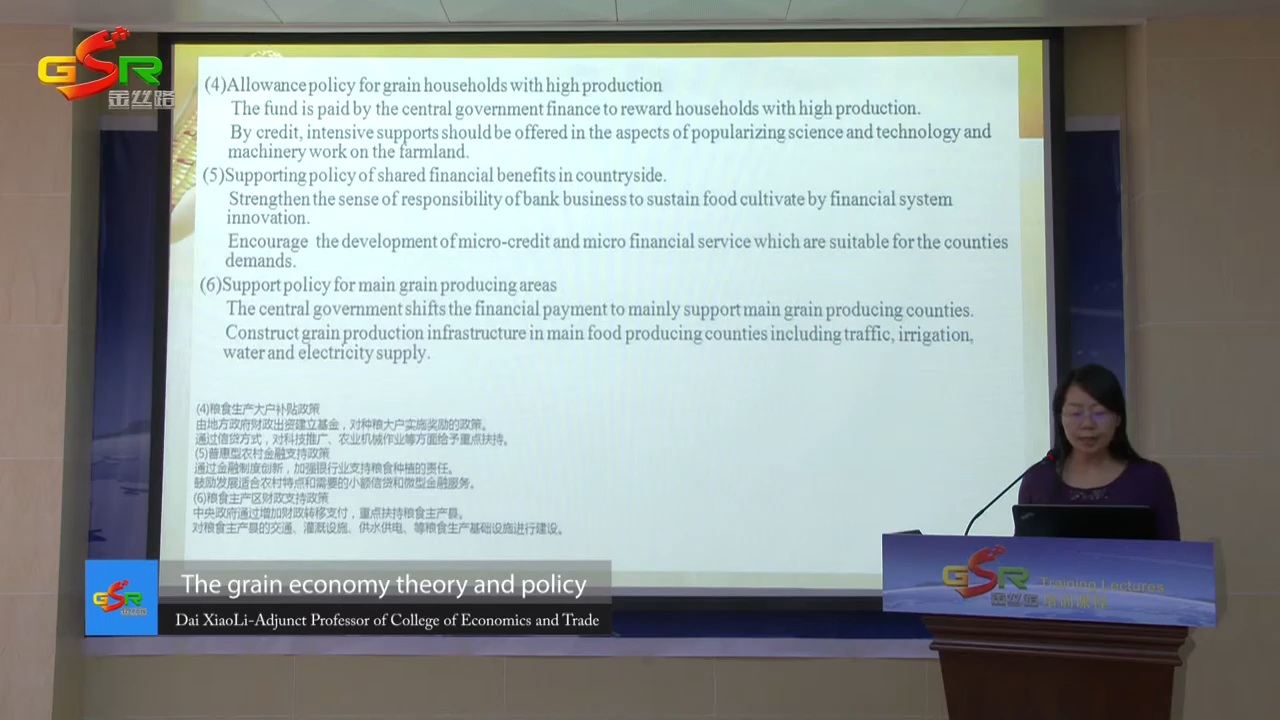 GSR
金丝路
(4)Allowance policy for grain households with high production
The fund is paid by the central government finance to reward households with high production.
By credit, intensive supports should be offered in the aspects of popularizing science and technology and
machinery work on the farmland.
(5)Supporting policy of shared financial benefits in countryside.
Strengthen the sense of responsibility of bank business to sustain food cultivate by financial system
innovation.
Encourage the development of micro-credit and micro financial service which are suitable for the counties
demands.
(6)Support policy for main grain producing areas
The central government shifts the financial payment to mainly support main grain producing counties.
Construct grain production infrastructure in main food producing counties including traffic, irrigation,
water and electricity supply.
(4)粮食生产大户补贴政策
由地方政府财政出资建立基金，对种粮大户实施奖励的政策。
通过信贷方式，对科技推广、农业机械作业等方面给予重点扶持。
(5)普惠型农村金融支持政策
通过金融制度创新，加强银行业支持粮食种植的责任。
鼓励发展适合农村特点和需要的小额信贷和微型金融服务。
(6)粮食主产区财政支持政策
中央政府通过增加财政转移支付，重点扶持粮食主产县。
对粮食主产县的交通、灌溉设施、供水供电、等粮食生产基础设施进行建设。
GSR
金丝路
The grain economy theory and policy
Dai XiaoLi-Adjunct Professor of College of Economics and Trade
GSR
金丝路
Training Lectures
培训课程